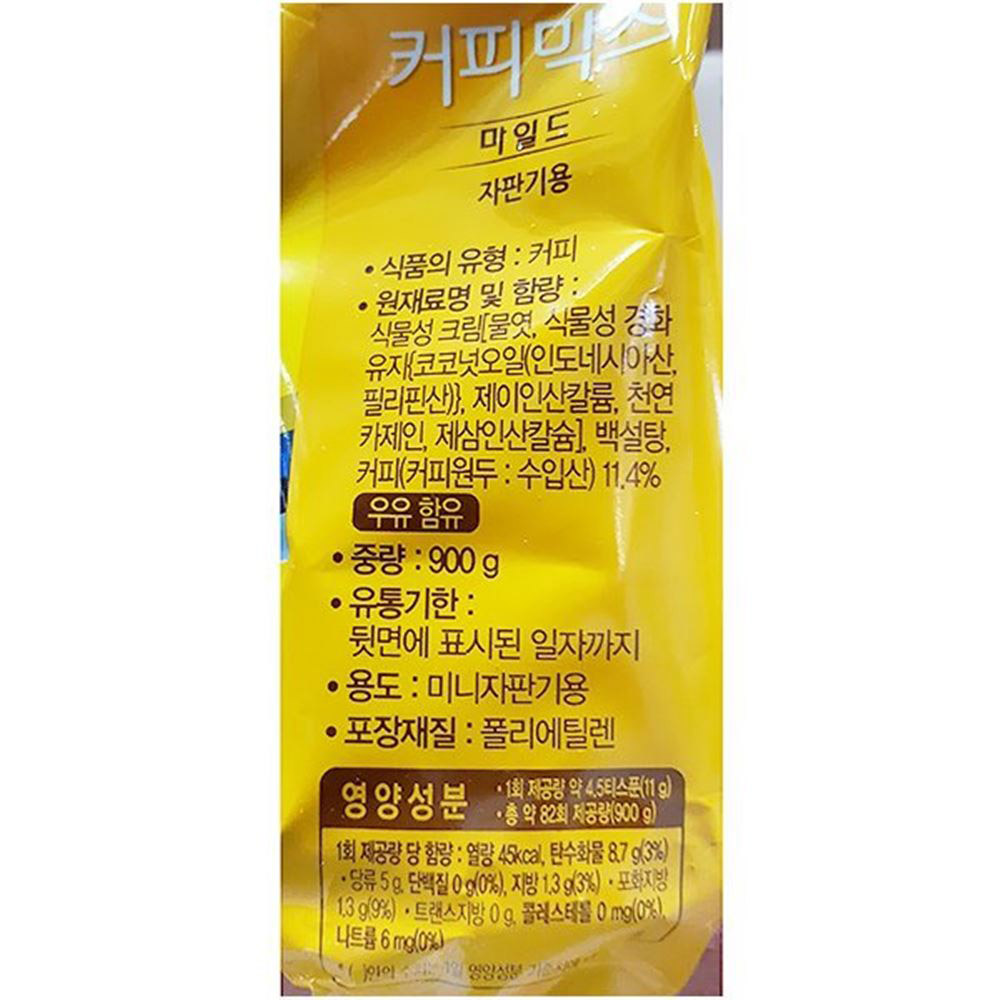 커피믹스
마일드
자판기용
• 식품의 유형 : 커피
• 원재료명 및 함량 :
식물성 크림[물엿, 식물성 경화
유지{코코넛오일(인도네시아산,
필리핀산)}, 제이인산칼륨, 천연
카제인, 제삼인산칼슘], 백설탕,
커피(커피원두 : 수입산) 11.4%
우유 함유
• 중량 : 900 g
• 유통기한 :
뒷면에 표시된 일자까지
• 용도 : 미니자판기용
• 포장재질 : 폴리에틸렌
영양성분 • 1회 제공량 약 4.5티스푼(11 g)
• 총 약 82회 제공량(900 g)
1회 제공량 당 함량 : 열량 45kcal, 탄수화물 8.7 g(3%)
• 당류 5 g, 단백질 0 g(0%), 지방 1.3 g(3%) • 포화지방
1.3 g(9%) • 트랜스지방 0 g, 콜레스테롤 0 mg(0%),
나트륨 6 mg(0%)
* ( )안의 영양성분